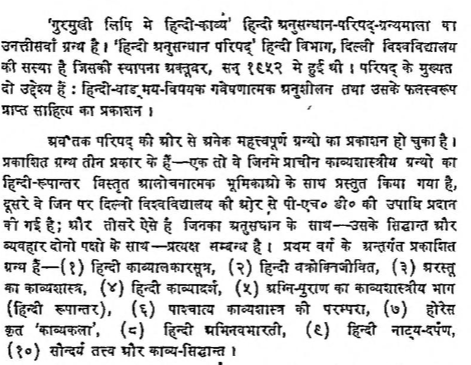 'गुरमुखी लिपि मे हिन्दी-काव्य' हिन्दी अनुसन्धान-परिषद्-ग्रन्थमाला का
उनत्तीसवाँ ग्रन्थ है। 'हिन्दी अनुसन्धान परिषद्' हिन्दी विभाग, दिल्ली विश्वविद्यालय
की सस्था है जिसकी स्थापना अक्तूवर, सन् १९५२ मे हुई थी। परिषद् के मुख्यत
दो उद्देश्य हैं : हिन्दी-वाङ्मय-विषयक गवेषणात्मक अनुशीलन तथा उसके फलस्वरूप
प्राप्त साहित्य का प्रकाशन।
अब तक परिषद् की ओर से अनेक महत्त्वपूर्ण ग्रन्थो का प्रकाशन हो चुका है।
प्रकाशित ग्रन्थ तीन प्रकार के हैं—एक तो वे जिनमे प्राचीन काव्यशास्त्रीय ग्रन्थो का
हिन्दी-रूपान्तर विस्तृत आलोचनात्मक भूमिकाओ के साथ प्रस्तुत किया गया है,
दूसरे वे जिन पर दिल्ली विश्वविद्यालय की ओर से पी-एच० डी० की उपाधि प्रदान
की गई है; और तीसरे ऐसे है जिनका अनुसधान के साथ—उसके सिद्धान्त और
व्यवहार दोनो पक्षो के साथ—प्रत्यक्ष सम्बन्ध है। प्रथम वर्ग के अन्तर्गत प्रकाशित
ग्रन्थ हैं—(१) हिन्दी काव्यालकारसूत्र, (२) हिन्दी वक्रोक्तिजीवित, (३) अरस्तू
का काव्यशास्त्र, (४) हिन्दी काव्यादर्श, (५) अग्नि-पुराण का काव्यशास्त्रीय भाग
(हिन्दी रूपान्तर), (६) पाश्चात्य काव्यशास्त्र की परम्परा, (७) होरेस
कृत 'काव्यकला', (८) हिन्दी अभिनवभारती, (९) हिन्दी नाट्य-दर्पण,
(१०) सौन्दर्य तत्त्व और काव्य-सिद्धान्त।